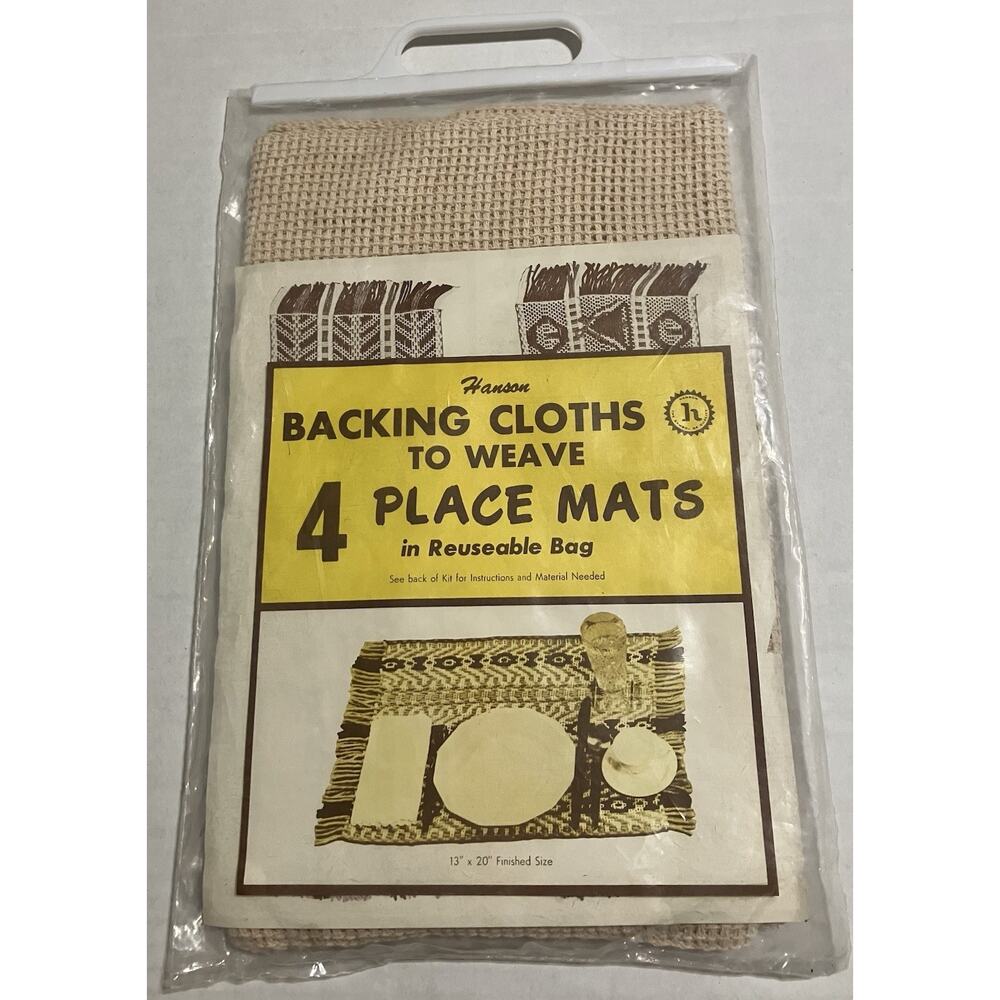 Hanson
BACKING CLOTHS
h
TO WEAVE
4 PLACE MATS
in Reuseable Bag
See back of Kit for Instructions and Material Needed
13" x 20" Finished Size